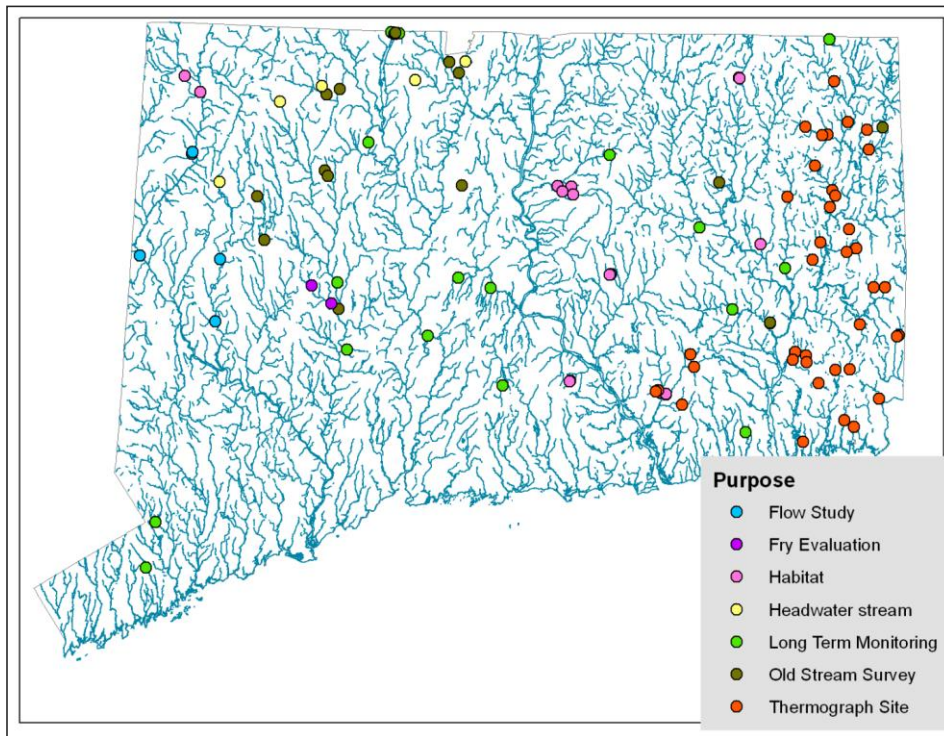 Purpose
Flow Study
Fry Evaluation
Habitat
Headwater stream
Long Term Monitoring
Old Stream Survey
Thermograph Site